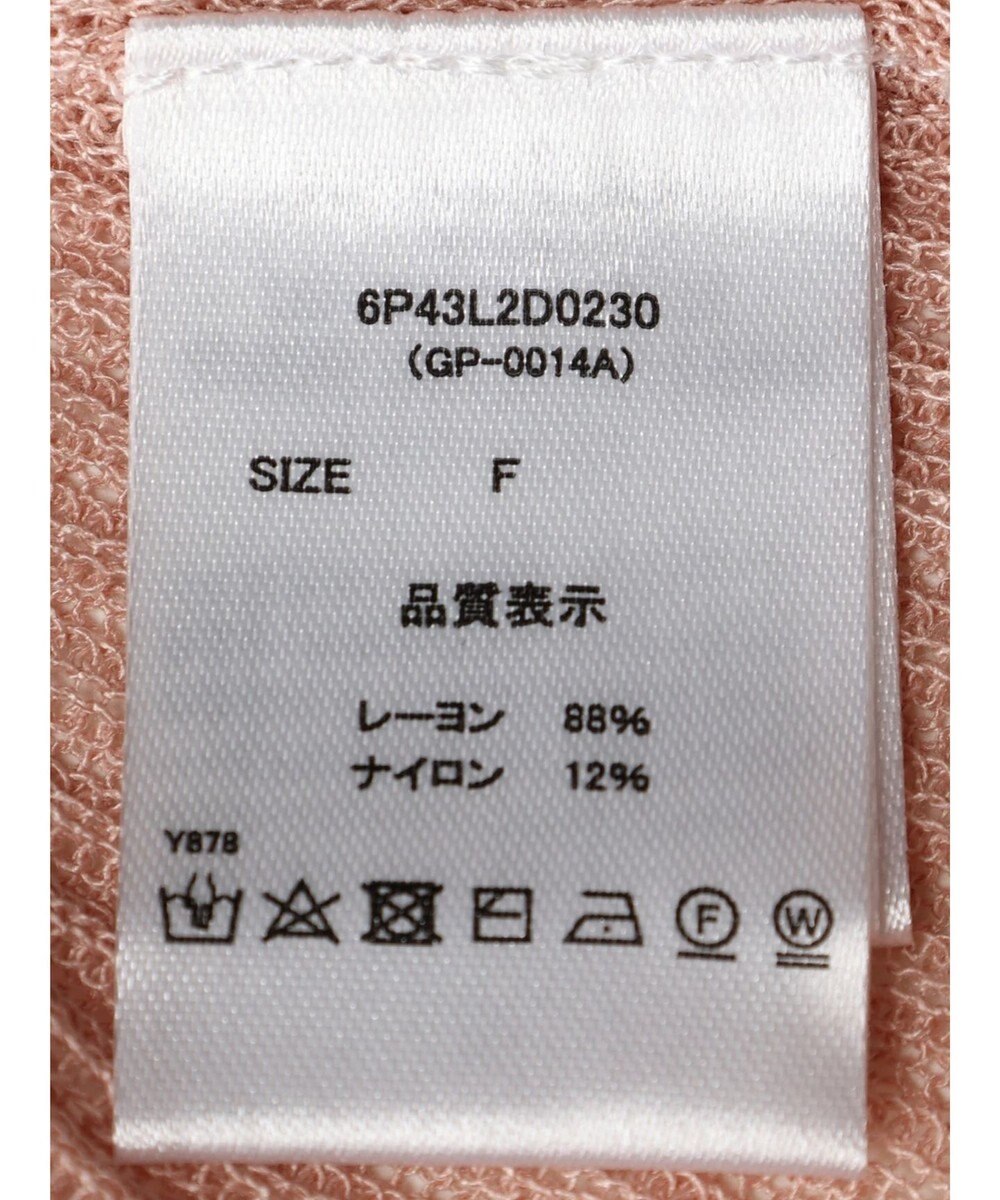 6P43L2D0230
(GP-0014A)
SIZE F
品質表示
レーヨン 88%
ナイロン 12%
Y878
F W